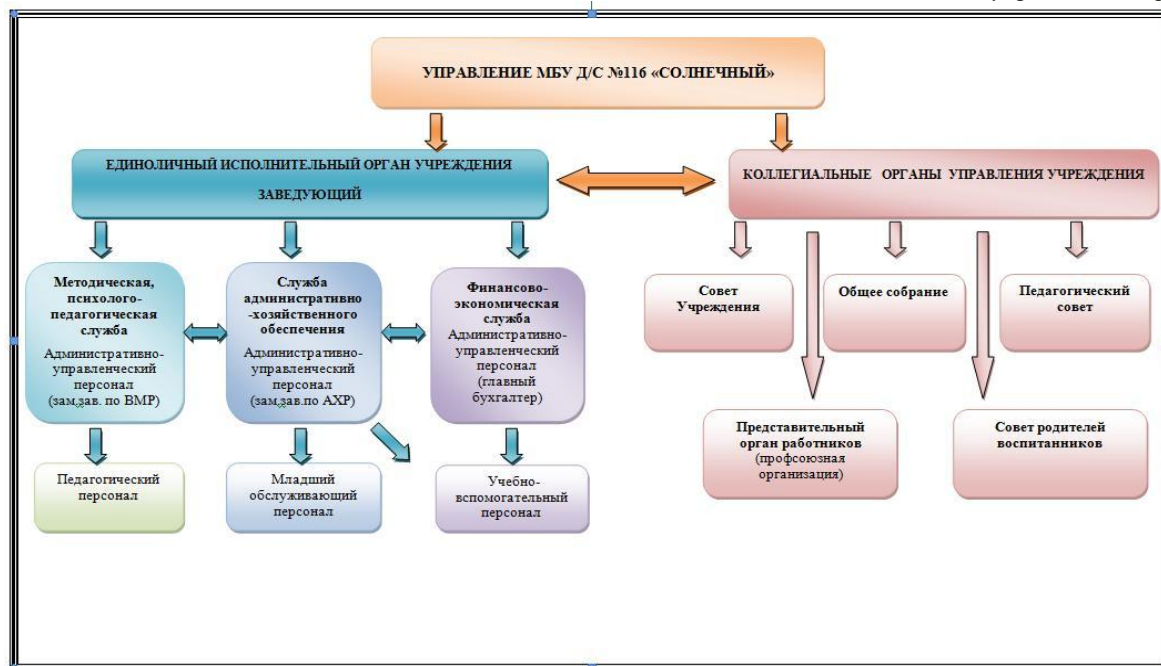 УПРАВЛЕНИЕ МБУ Д/С №116 «СОЛНЕЧНЫЙ»
ЕДИНОЛИЧНЫЙ ИСПОЛНИТЕЛЬНЫЙ ОРГАН УЧРЕЖДЕНИЯ
ЗАВЕДУЮЩИЙ
КОЛЛЕГИАЛЬНЫЕ ОРГАНЫ УПРАВЛЕНИЯ УЧРЕЖДЕНИЯ
Методическая,
психолого-
педагогическая
служба
Административно-
управленческий
персонал
(зам.зав. по ВМР)
Служба
административно
-хозяйственного
обеспечения
Административно-
управленческий
персонал
(зам.зав.по АХР)
Финансово-
экономическая
служба
Административно-
управленческий
персонал
(главный
бухгалтер)
Совет
Учреждения
Общее собрание
Педагогический
совет
Представительный
орган работников
(профсоюзная
организация)
Совет родителей
воспитанников
Педагогический
персонал
Младший
обслуживающий
персонал
Учебно-
вспомогательный
персонал